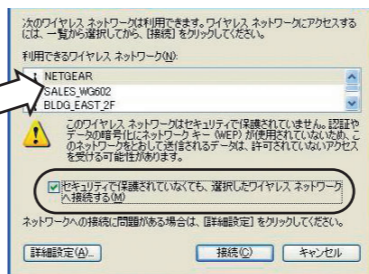 次のワイヤレス ネットワークは利用できます。ワイヤレス ネットワークにアクセスする
には、一覧から選択してから、[接続] をクリックしてください。
利用できるワイヤレス ネットワーク(N):
NETGEAR
SALES_WG602
BLDG_EAST_2F
このワイヤレス ネットワークはセキュリティで保護されていません。認証や
データの暗号化にネットワーク キー (WEP) が使用されていないため、こ
のネットワークをとおして送信されるデータは、許可されていないアクセス
を受ける可能性があります。
セキュリティで保護されていなくても、選択したワイヤレス ネットワーク
へ接続する(M)
ネットワークへの接続に問題がある場合は、[詳細設定] をクリックしてください。
詳細設定(A)...
接続(C)
キャンセル